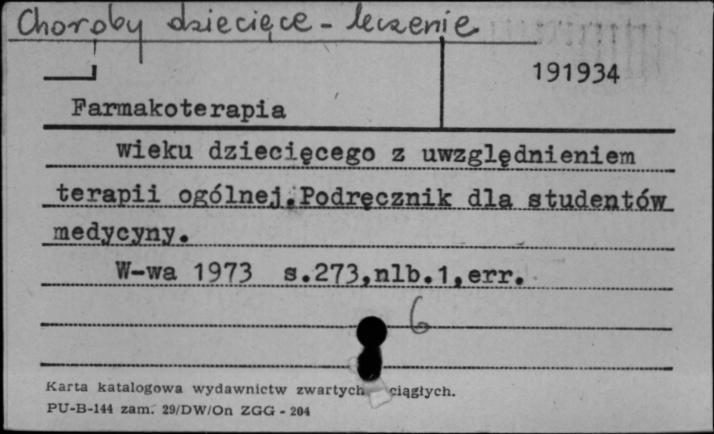 Choroby dziecięce - leczenie
191934
Farmakoterapia
wieku dziecięcego z uwzględnieniem
terapii ogólnej.Podręcznik dla studentów
medycyny.
W-wa 1973 s.273,nlb.1,err.
6
Karta katalogowa wydawnictw zwartych ciągłych.
PU-B-144 zam. 29/DW/On ZGG - 204